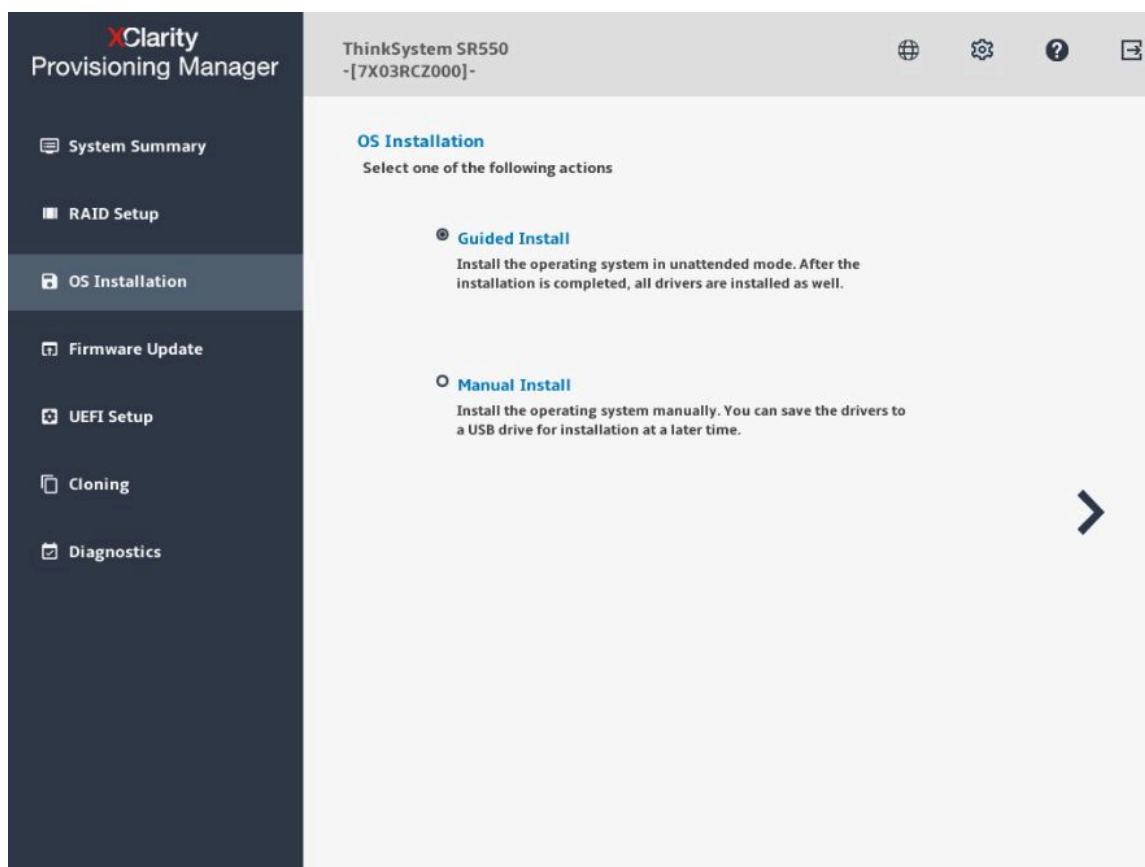 XClarity
Provisioning Manager
ThinkSystem SR550
-[7X03RCZ000]-
System Summary
RAID Setup
OS Installation
Firmware Update
UEFI Setup
Cloning
Diagnostics
OS Installation
Select one of the following actions
Guided Install
Install the operating system in unattended mode. After the
installation is completed, all drivers are installed as well.
Manual Install
Install the operating system manually. You can save the drivers to
a USB drive for installation at a later time.